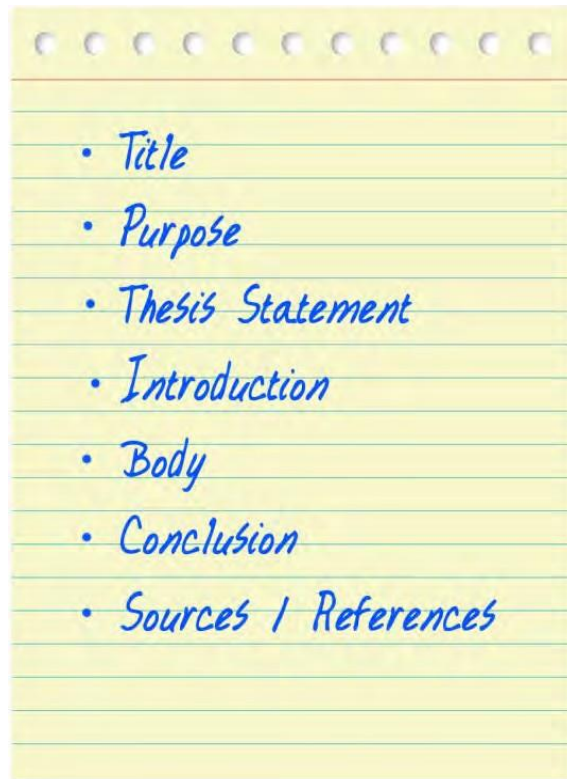 • Title
• Purpose
• Thesis Statement
• Introduction
• Body
• Conclusion
• Sources / References